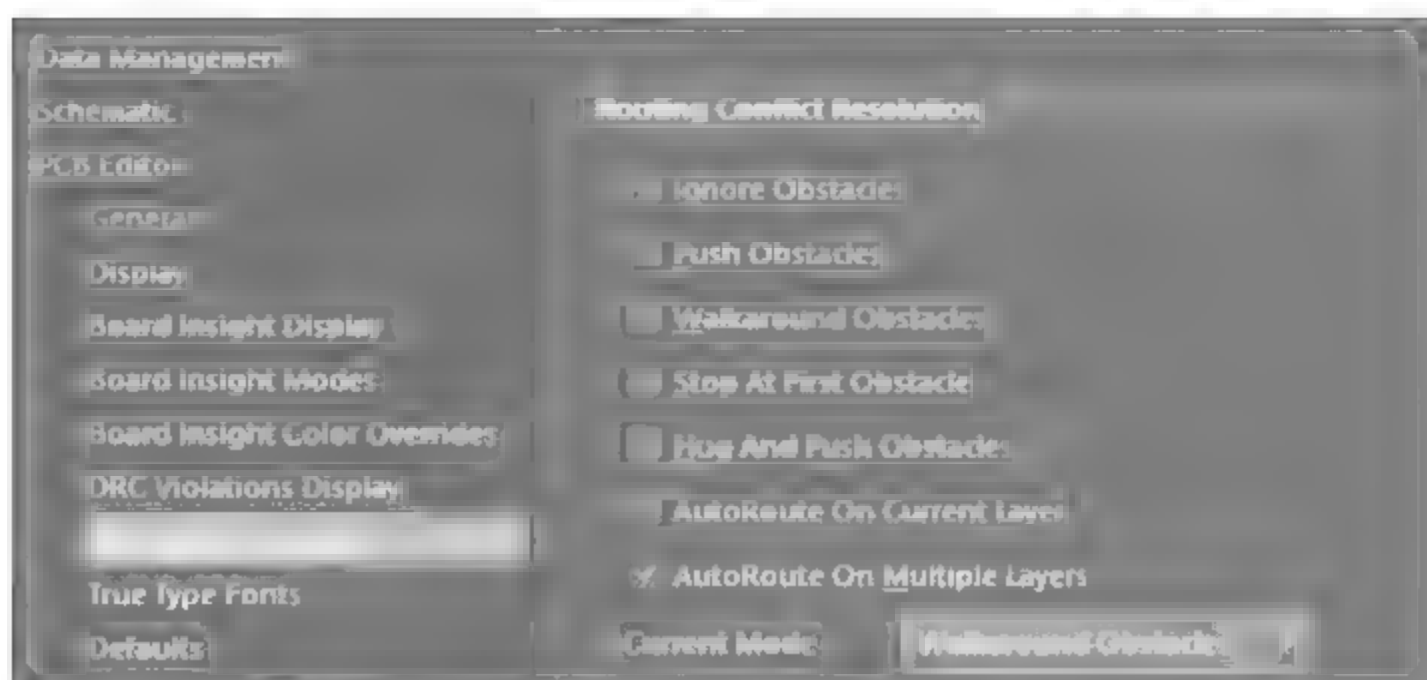 Data Management
Schematic
PCB Editor
General
Display
Board Insight Display
Board Insight Modes
Board Insight Color Overrides
DRC Violations Display
True Type Fonts
Defaults
Routing Conflict Resolution
Ignore Obstacles
Push Obstacles
Walkaround Obstacles
Stop At First Obstacle
Hug And Push Obstacles
AutoRoute On Current Layer
AutoRoute On Multiple Layers
Current Mode
Walkaround Obstacles